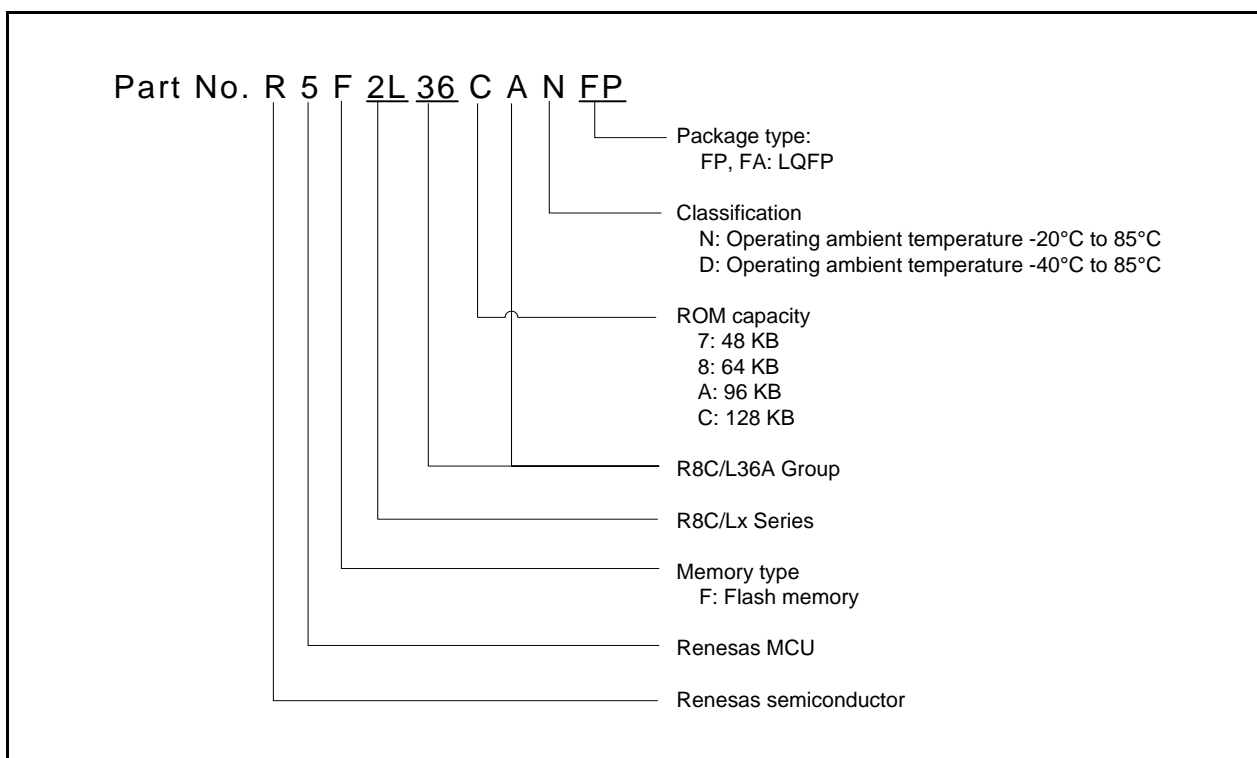 Part No. R 5 F 2L 36 C A N FP
Package type:
FP, FA: LQFP
Classification
N: Operating ambient temperature -20°C to 85°C
D: Operating ambient temperature -40°C to 85°C
ROM capacity
7: 48 KB
8: 64 KB
A: 96 KB
C: 128 KB
R8C/L36A Group
R8C/Lx Series
Memory type
F: Flash memory
Renesas MCU
Renesas semiconductor